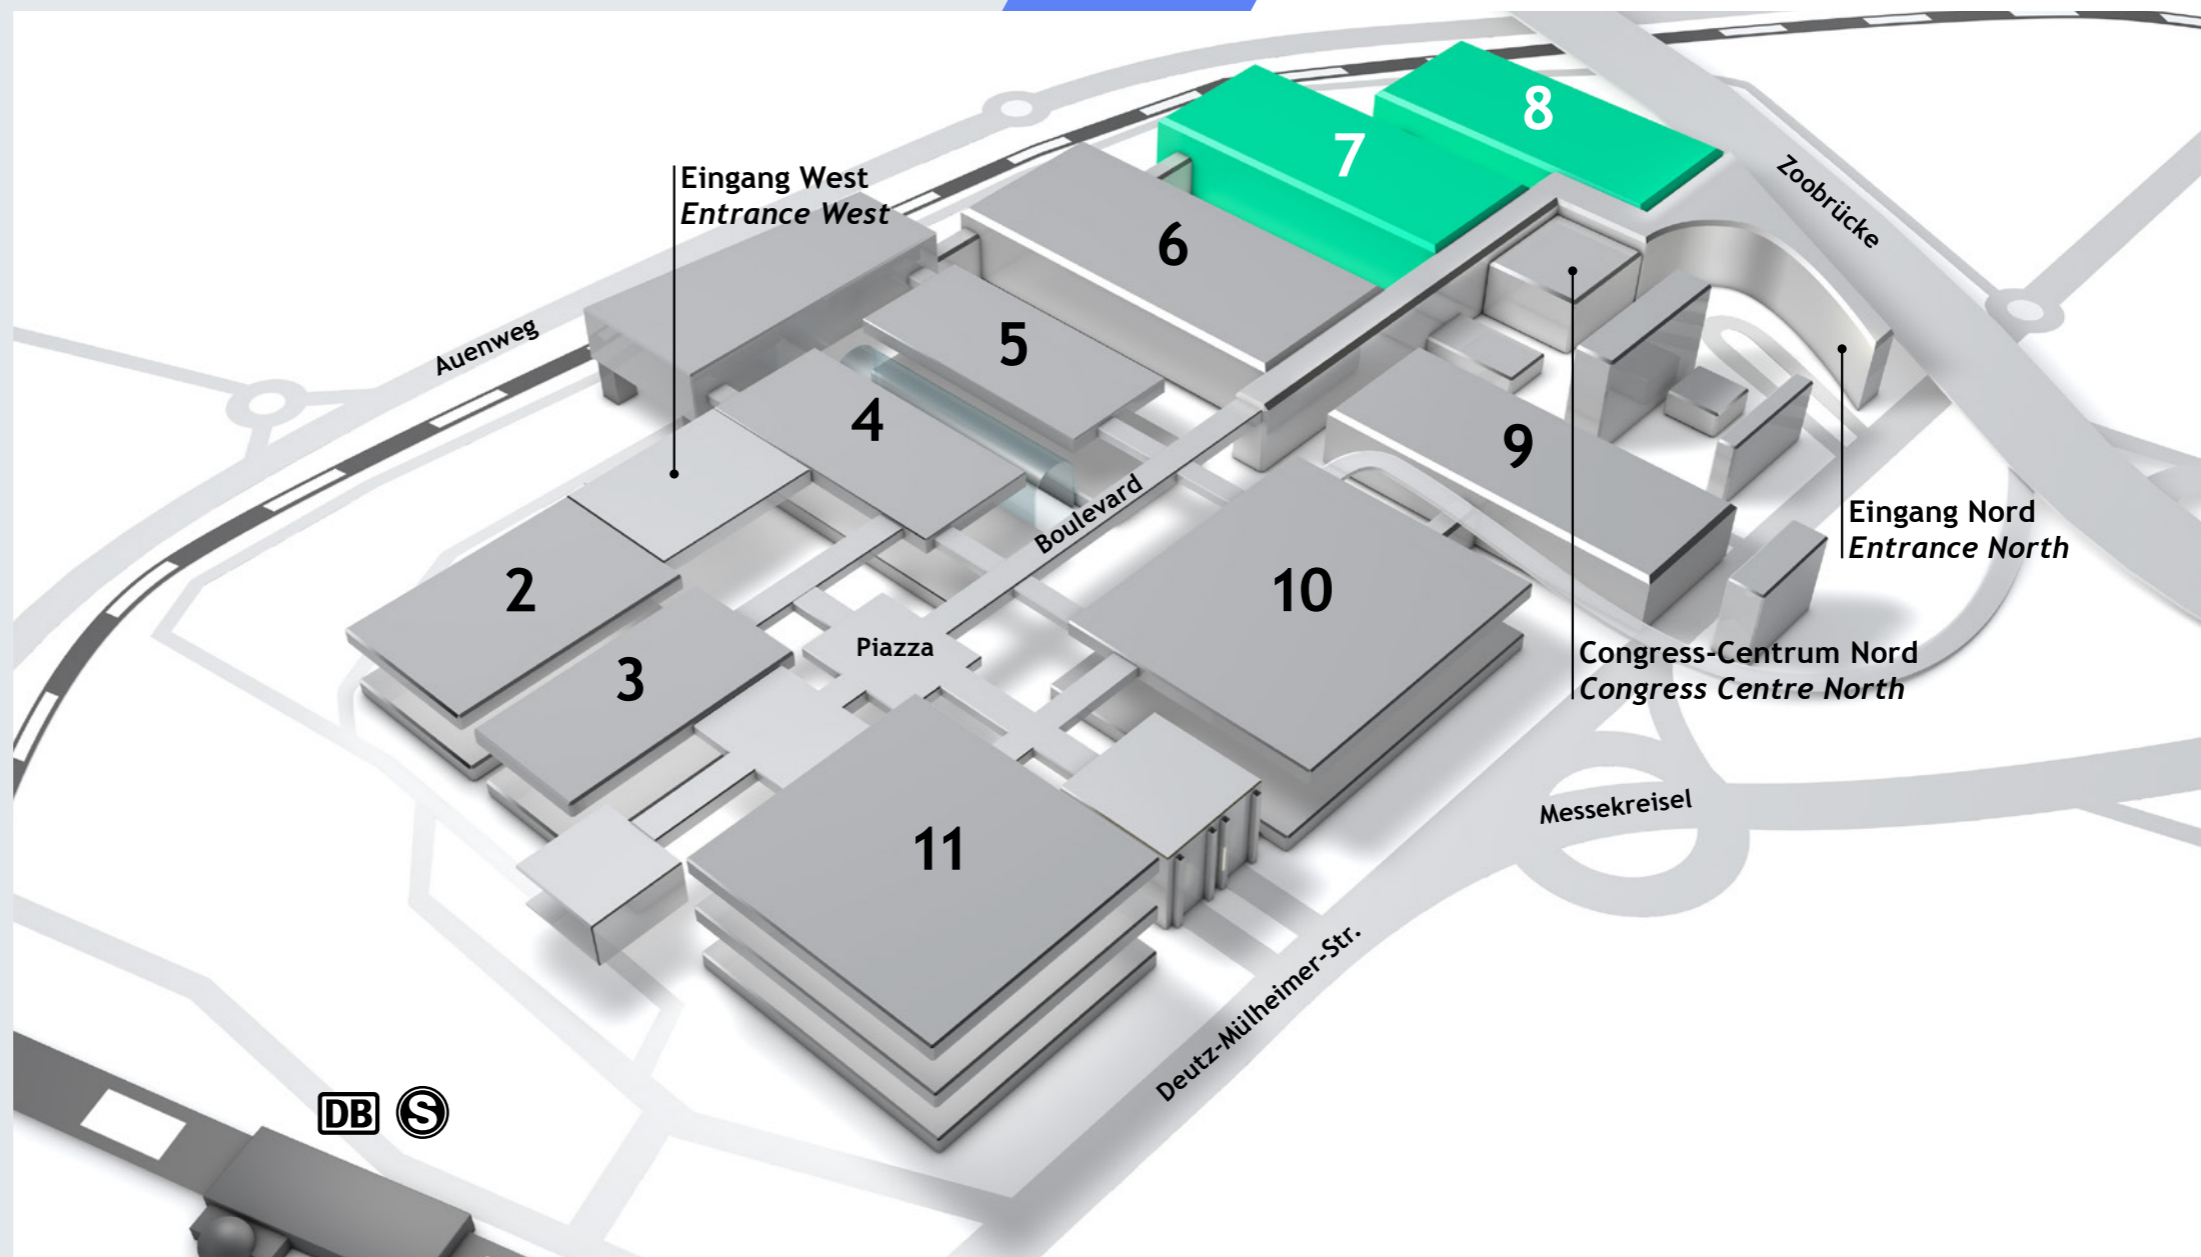 8
7
Zoobrücke
Eingang West
Entrance West
6
5
Auenweg
4
9
Boulevard
Eingang Nord
Entrance North
2
10
Piazza
3
Congress-Centrum Nord
Congress Centre North
Messekreisel
11
Deutz-Mülheimer-Str.
DB S